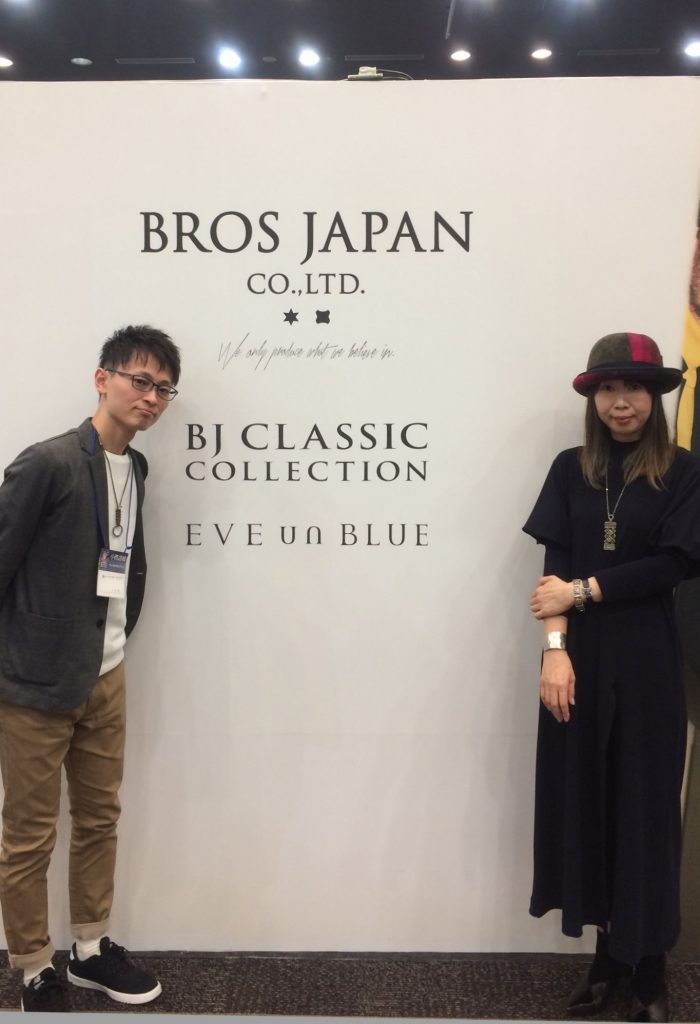 BROS JAPAN
CO.,LTD.
We only produce what we believe in.
BJ CLASSIC
COLLECTION
EVE un BLUE